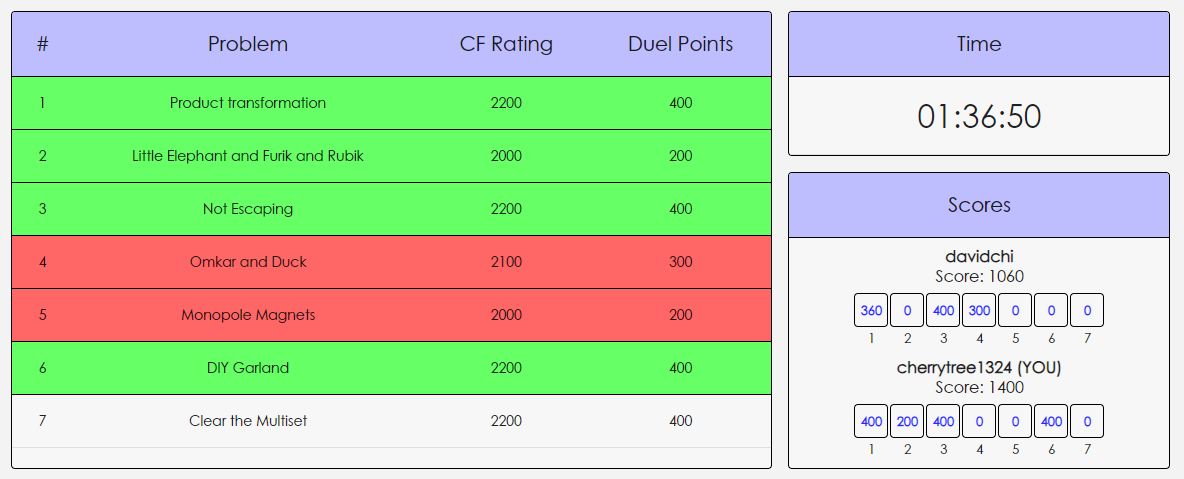 # Problem CF Rating Duel Points
1 Product transformation 2200 400
2 Little Elephant and Furik and Rubik 2000 200
3 Not Escaping 2200 400
4 Omkar and Duck 2100 300
5 Monopole Magnets 2000 200
6 DIY Garland 2200 400
7 Clear the Multiset 2200 400
Time
01:36:50
Scores
davidchi
Score: 1060
360 0 400 300 0 0 0
1 2 3 4 5 6 7
cherrytree1324 (YOU)
Score: 1400
400 200 400 0 0 400 0
1 2 3 4 5 6 7